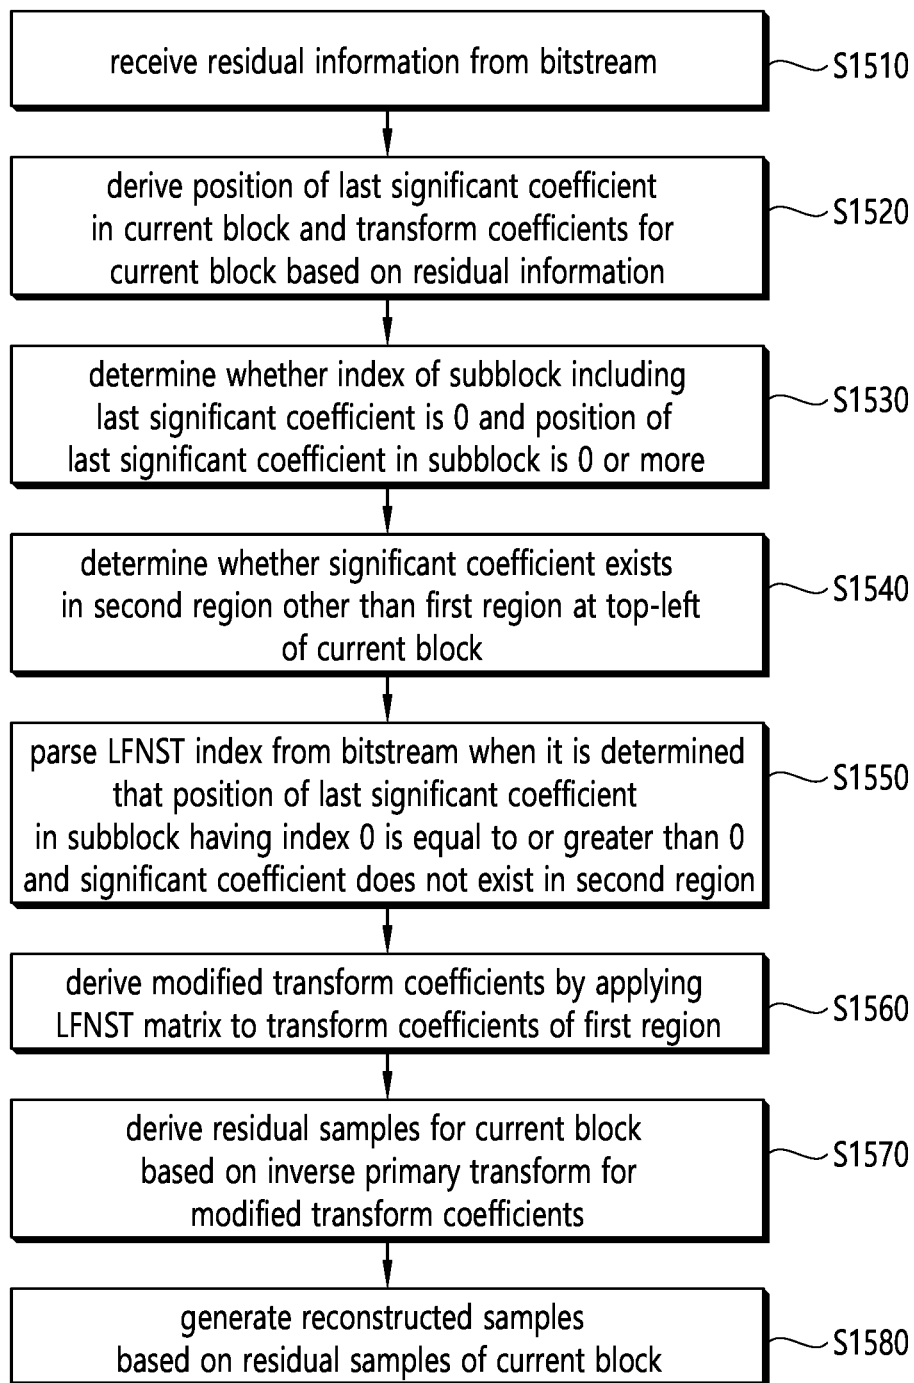 receive residual information from bitstream
S1510
derive position of last significant coefficient
in current block and transform coefficients for
current block based on residual information
S1520
determine whether index of subblock including
last significant coefficient is 0 and position of
last significant coefficient in subblock is 0 or more
S1530
determine whether significant coefficient exists
in second region other than first region at top-left
of current block
S1540
parse LFNST index from bitstream when it is determined
that position of last significant coefficient
in subblock having index 0 is equal to or greater than 0
and significant coefficient does not exist in second region
S1550
derive modified transform coefficients by applying
LFNST matrix to transform coefficients of first region
S1560
derive residual samples for current block
based on inverse primary transform for
modified transform coefficients
S1570
generate reconstructed samples
based on residual samples of current block
S1580